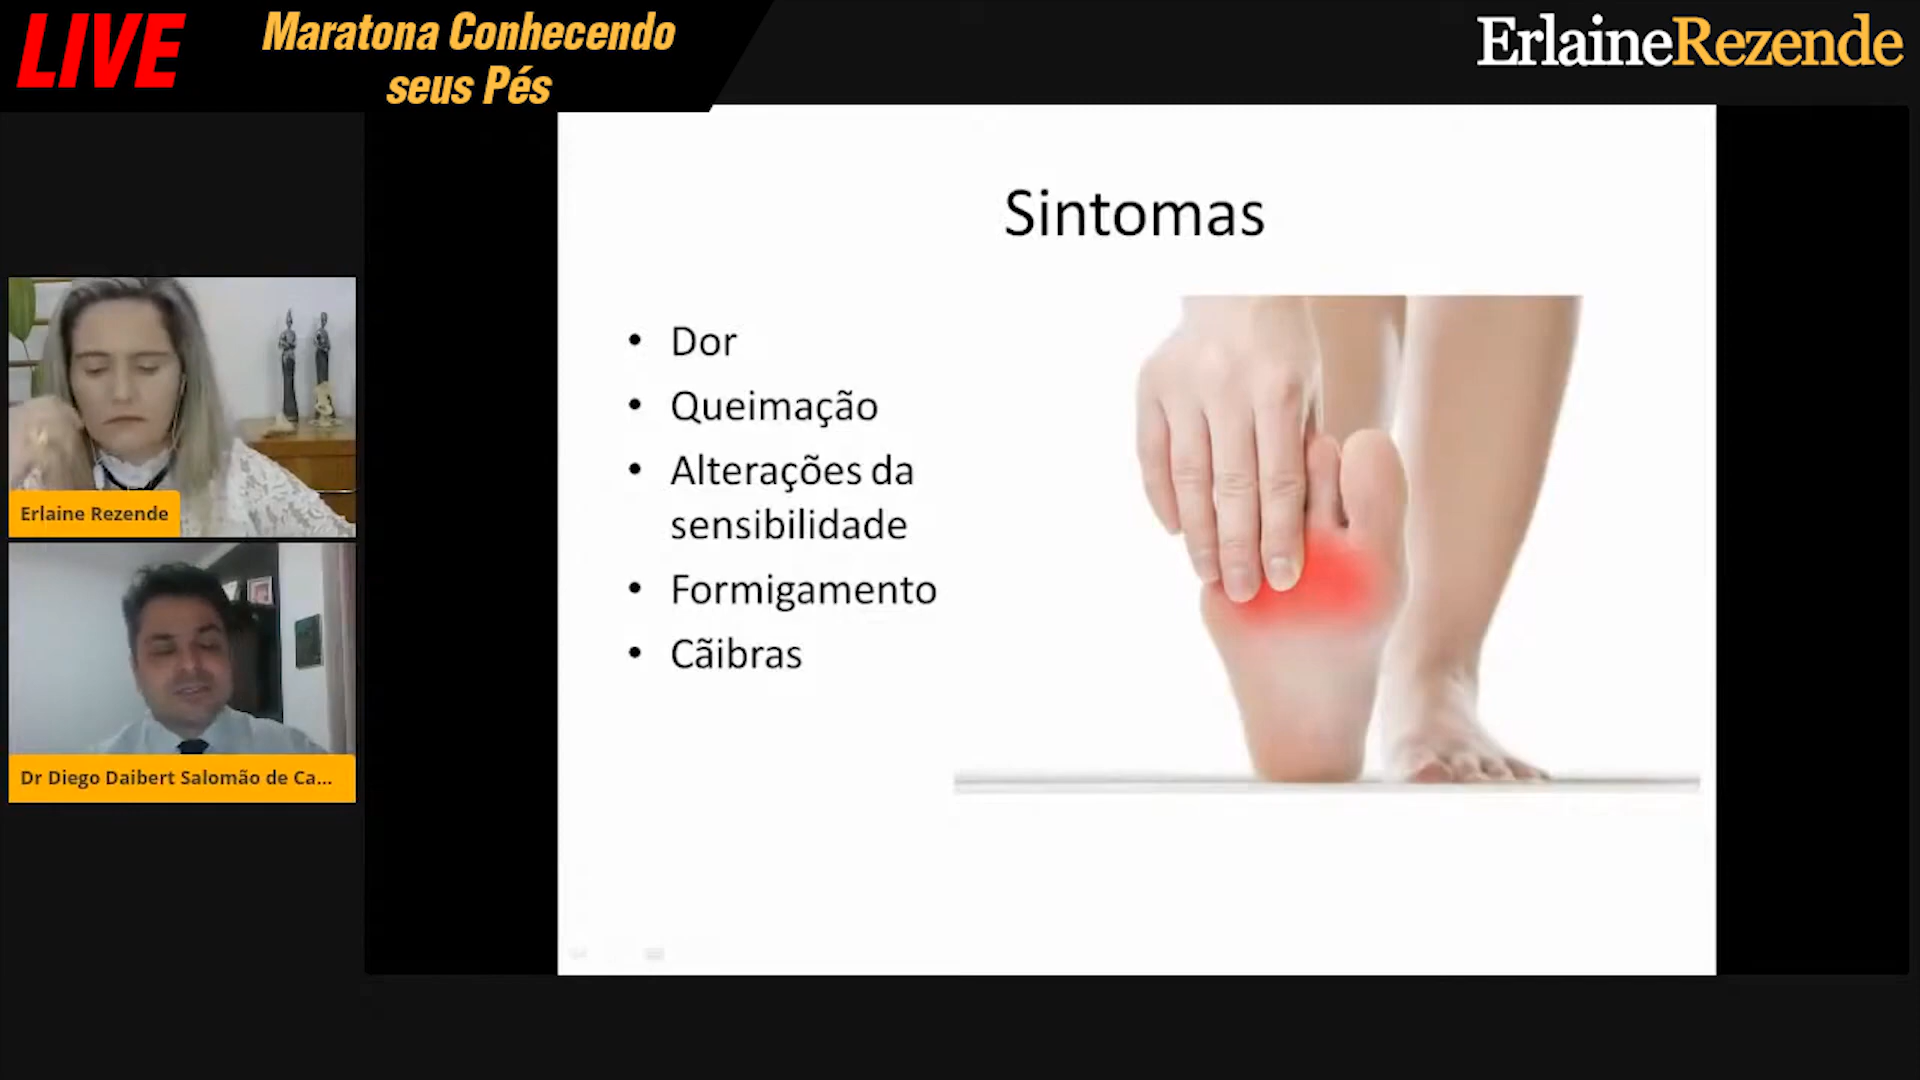 LIVE
Maratona Conhecendo
seus Pés
ErlaineRezende
Sintomas
• Dor
• Queimação
• Alterações da
sensibilidade
• Formigamento
• Cãibras
Erlaine Rezende
Dr Diego Daibert Salomão de Ca...